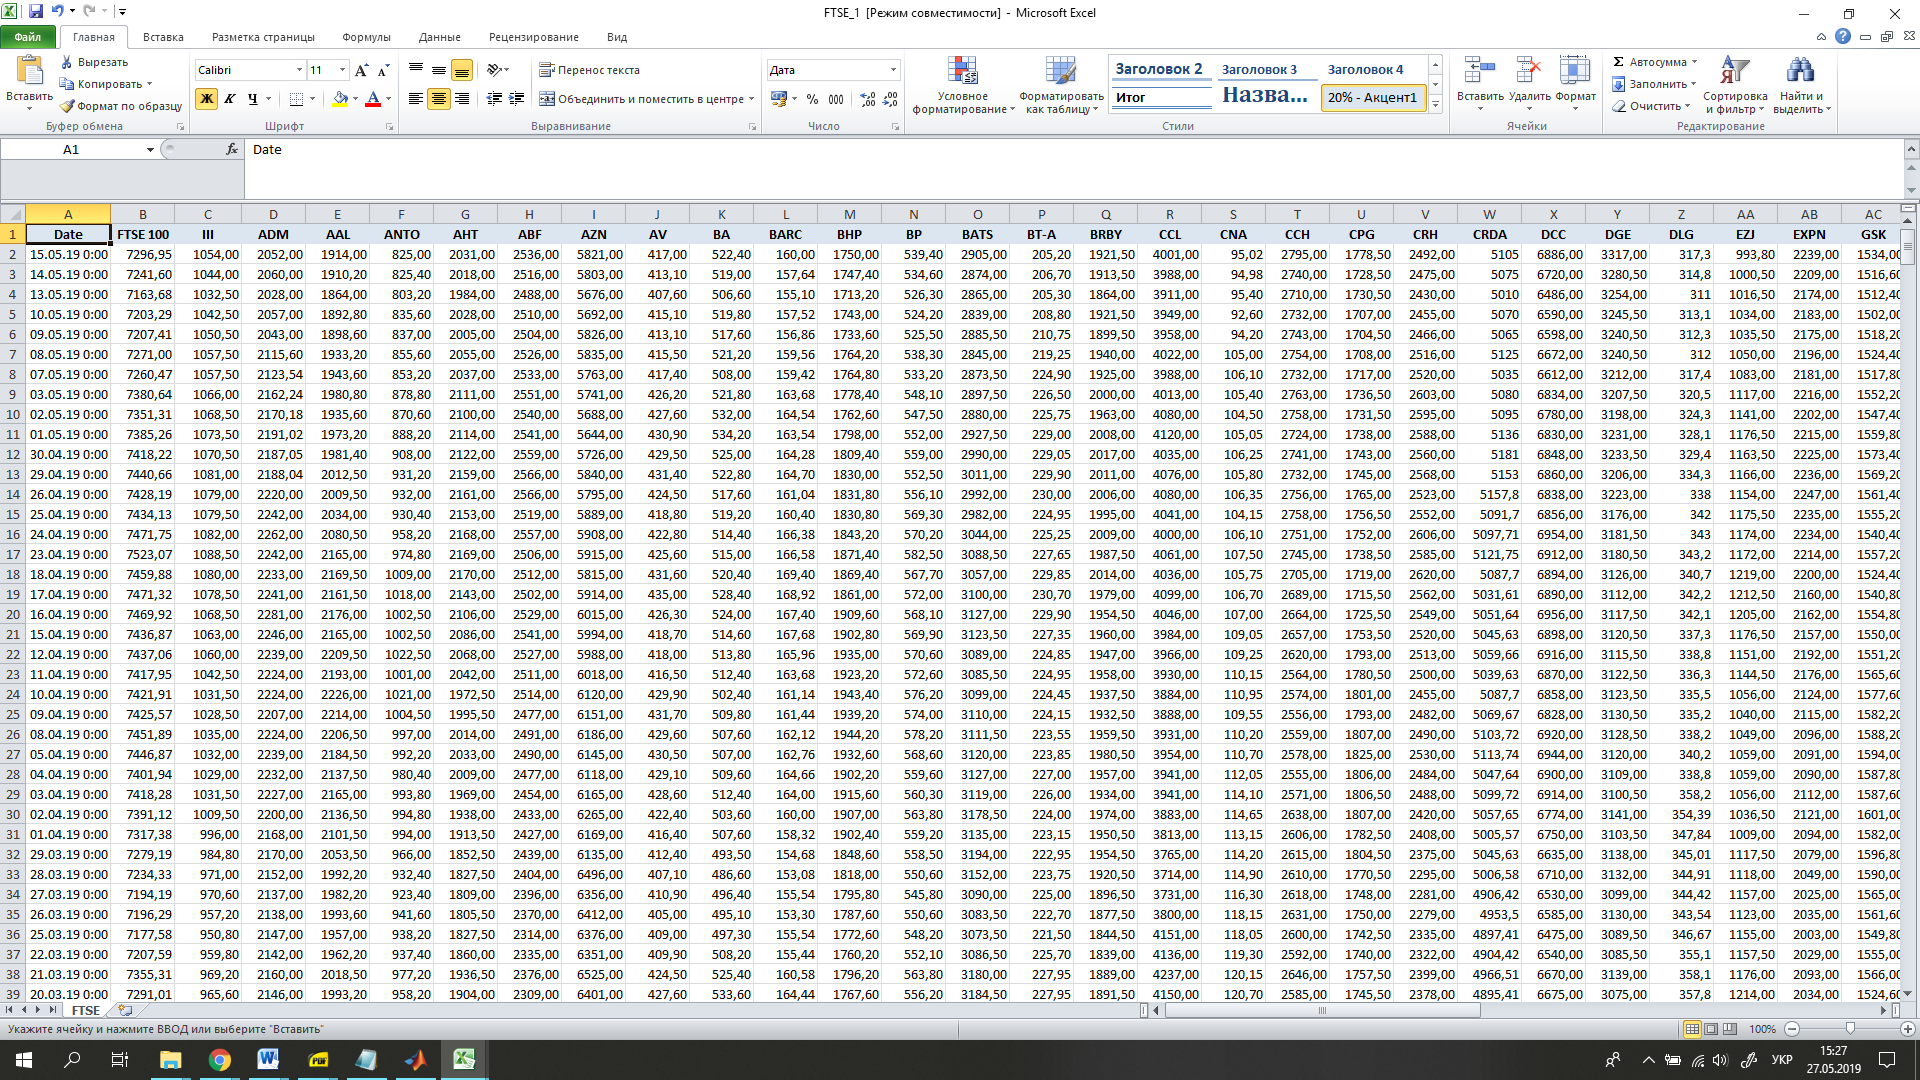 FTSE_1 [Режим совместимости] - Microsoft Excel
Файл Главная Вставка Разметка страницы Формулы Данные Рецензирование Вид
Вставить Вырезать Копировать Формат по образцу Calibri 11 Ж К Ч Перенос текста Объединить и поместить в центре Дата % 000 Условное форматирование Форматировать как таблицу Заголовок 2 Заголовок 3 Заголовок 4 Итог Назва... 20% - Акцент1 Вставить Удалить Формат Σ Автосумма Заполнить Очистить Сортировка и фильтр Найти и выделить
Буфер обмена Шрифт Выравнивание Число Стили Ячейки Редактирование
A1 fx Date
A B C D E F G H I J K L M N O P Q R S T U V W X Y Z AA AB AC
1 Date FTSE 100 III ADM AAL ANTO AHT ABF AZN AV BA BARC BHP BP BATS BT-A BRBY CCL CNA CCH CPG CRH CRDA DCC DGE DLG EZJ EXPN GSK
2 15.05.19 0:00 7296,95 1054,00 2052,00 1914,00 825,00 2031,00 2536,00 5821,00 417,00 522,40 160,00 1750,00 539,40 2905,00 205,20 1921,50 4001,00 95,02 2795,00 1778,50 2492,00 5105 6886,00 3317,00 317,3 993,80 2239,00 1534,00
3 14.05.19 0:00 7241,60 1044,00 2060,00 1910,20 825,40 2018,00 2516,00 5803,00 413,10 519,00 157,64 1747,40 534,60 2874,00 206,70 1913,50 3988,00 94,98 2740,00 1728,50 2475,00 5075 6720,00 3280,50 314,8 1000,50 2209,00 1516,60
4 13.05.19 0:00 7163,68 1032,50 2028,00 1864,00 803,20 1984,00 2488,00 5676,00 407,60 506,60 155,10 1713,20 526,30 2865,00 205,30 1864,00 3911,00 95,40 2710,00 1730,50 2430,00 5010 6486,00 3254,00 311 1016,50 2174,00 1512,40
5 10.05.19 0:00 7203,29 1042,50 2057,00 1892,80 835,60 2028,00 2510,00 5692,00 415,10 519,80 157,52 1743,00 524,20 2839,00 208,80 1921,50 3949,00 92,60 2732,00 1707,00 2455,00 5070 6590,00 3245,50 313,1 1034,00 2183,00 1502,00
6 09.05.19 0:00 7207,41 1050,50 2043,00 1898,60 837,00 2005,00 2504,00 5826,00 413,10 517,60 156,86 1733,60 525,50 2885,50 210,75 1899,50 3958,00 94,20 2743,00 1704,50 2466,00 5065 6598,00 3240,50 312,3 1035,50 2175,00 1518,20
7 08.05.19 0:00 7271,00 1057,50 2115,60 1933,20 855,60 2055,00 2526,00 5835,00 415,50 521,20 159,56 1764,20 538,30 2845,00 219,25 1940,00 4022,00 105,00 2754,00 1708,00 2516,00 5125 6672,00 3240,50 312 1050,00 2196,00 1524,40
8 07.05.19 0:00 7260,47 1057,50 2123,54 1943,60 853,20 2037,00 2533,00 5763,00 417,40 508,00 159,42 1764,80 533,20 2873,50 224,90 1925,00 3988,00 106,10 2732,00 1717,00 2520,00 5035 6612,00 3212,00 317,4 1083,00 2181,00 1517,80
9 03.05.19 0:00 7380,64 1066,00 2162,24 1980,80 878,80 2111,00 2551,00 5741,00 426,20 521,80 163,68 1778,40 548,10 2897,50 226,50 2000,00 4013,00 105,40 2763,00 1736,50 2603,00 5080 6834,00 3207,50 320,5 1117,00 2216,00 1552,20
10 02.05.19 0:00 7351,31 1068,50 2170,18 1935,60 870,60 2100,00 2540,00 5688,00 427,60 532,00 164,54 1762,60 547,50 2880,00 225,75 1963,00 4080,00 104,50 2758,00 1731,50 2595,00 5095 6780,00 3198,00 324,3 1141,00 2202,00 1547,40
11 01.05.19 0:00 7385,26 1073,50 2191,02 1973,20 888,20 2114,00 2541,00 5644,00 430,90 534,20 163,54 1798,00 552,00 2927,50 229,00 2008,00 4120,00 105,05 2724,00 1738,00 2588,00 5136 6830,00 3231,00 328,1 1176,50 2215,00 1559,80
12 30.04.19 0:00 7418,22 1070,50 2187,05 1981,40 908,00 2122,00 2559,00 5726,00 429,50 525,00 164,28 1809,40 559,00 2990,00 229,05 2017,00 4035,00 106,25 2741,00 1743,00 2560,00 5181 6848,00 3233,50 329,4 1163,50 2225,00 1573,40
13 29.04.19 0:00 7440,66 1081,00 2188,04 2012,50 931,20 2159,00 2566,00 5840,00 431,40 522,80 164,70 1830,00 552,50 3011,00 229,90 2011,00 4076,00 105,80 2732,00 1745,00 2568,00 5153 6860,00 3206,00 334,3 1166,00 2236,00 1569,20
14 26.04.19 0:00 7428,19 1079,00 2220,00 2009,50 932,00 2161,00 2566,00 5795,00 424,50 517,60 161,04 1831,80 556,10 2992,00 230,00 2006,00 4080,00 106,35 2756,00 1765,00 2523,00 5157,8 6838,00 3223,00 338 1154,00 2247,00 1561,40
15 25.04.19 0:00 7434,13 1079,50 2242,00 2034,00 930,40 2153,00 2519,00 5889,00 418,80 519,20 160,40 1830,80 569,30 2982,00 224,95 1995,00 4041,00 104,15 2758,00 1756,50 2552,00 5091,7 6856,00 3176,00 342 1175,50 2235,00 1555,20
16 24.04.19 0:00 7471,75 1082,00 2262,00 2080,50 958,20 2168,00 2557,00 5908,00 422,80 514,40 166,38 1843,20 570,20 3044,00 225,25 2009,00 4000,00 106,10 2751,00 1752,00 2606,00 5097,71 6954,00 3181,50 343 1174,00 2234,00 1540,40
17 23.04.19 0:00 7523,07 1088,50 2242,00 2165,00 974,80 2169,00 2506,00 5915,00 425,60 515,00 166,58 1871,40 582,50 3088,50 227,65 1987,50 4061,00 107,50 2745,00 1738,50 2585,00 5121,75 6912,00 3180,50 343,2 1172,00 2214,00 1557,20
18 18.04.19 0:00 7459,88 1080,00 2233,00 2169,50 1009,00 2170,00 2512,00 5815,00 431,60 520,40 169,40 1869,40 567,70 3057,00 229,85 2014,00 4036,00 105,75 2705,00 1719,00 2620,00 5087,7 6894,00 3126,00 340,7 1219,00 2200,00 1524,40
19 17.04.19 0:00 7471,32 1078,50 2241,00 2161,50 1018,00 2143,00 2502,00 5914,00 435,00 528,40 168,92 1861,00 572,00 3100,00 230,70 1979,00 4099,00 106,70 2689,00 1715,50 2562,00 5031,61 6890,00 3112,00 342,2 1212,50 2160,00 1540,80
20 16.04.19 0:00 7469,92 1068,50 2281,00 2176,00 1002,50 2106,00 2529,00 6015,00 426,30 524,00 167,40 1909,60 568,10 3127,00 229,90 1954,50 4046,00 107,00 2664,00 1725,00 2549,00 5051,64 6956,00 3117,50 342,1 1205,00 2162,00 1554,80
21 15.04.19 0:00 7436,87 1063,00 2246,00 2165,00 1002,50 2086,00 2541,00 5994,00 418,70 514,60 167,68 1902,80 569,90 3123,50 227,35 1960,00 3984,00 109,05 2657,00 1753,50 2520,00 5045,63 6898,00 3120,50 337,3 1176,50 2157,00 1550,00
22 12.04.19 0:00 7437,06 1060,00 2239,00 2209,50 1022,50 2068,00 2527,00 5988,00 418,00 513,80 165,96 1935,00 570,60 3089,00 224,85 1947,00 3966,00 109,25 2620,00 1793,00 2513,00 5059,66 6916,00 3115,50 338,8 1151,00 2192,00 1551,20
23 11.04.19 0:00 7417,95 1042,50 2224,00 2193,00 1001,00 2042,00 2511,00 6018,00 416,50 512,40 163,68 1923,20 572,60 3085,50 224,95 1958,00 3930,00 110,15 2564,00 1780,50 2500,00 5039,63 6870,00 3122,50 336,3 1144,50 2176,00 1565,60
24 10.04.19 0:00 7421,91 1031,50 2224,00 2226,00 1021,00 1972,50 2514,00 6120,00 429,90 502,40 161,14 1943,40 576,20 3099,00 224,45 1937,50 3884,00 110,95 2574,00 1801,00 2455,00 5087,7 6858,00 3123,50 335,5 1056,00 2124,00 1577,60
25 09.04.19 0:00 7425,57 1028,50 2207,00 2214,00 1004,50 1995,50 2477,00 6151,00 431,70 509,80 161,44 1939,20 574,00 3110,00 224,15 1932,50 3888,00 109,55 2556,00 1793,00 2482,00 5069,67 6828,00 3130,50 335,2 1040,00 2115,00 1582,20
26 08.04.19 0:00 7451,89 1035,00 2224,00 2206,50 997,00 2014,00 2491,00 6186,00 429,60 507,60 162,12 1944,20 578,20 3111,50 223,55 1959,50 3931,00 110,20 2559,00 1807,00 2490,00 5103,72 6920,00 3128,50 338,2 1049,00 2096,00 1588,20
27 05.04.19 0:00 7446,87 1032,00 2239,00 2184,50 992,20 2033,00 2490,00 6145,00 430,50 507,00 162,76 1932,60 568,60 3120,00 223,85 1980,50 3954,00 110,70 2578,00 1825,00 2530,00 5113,74 6944,00 3120,00 340,2 1059,00 2091,00 1594,00
28 04.04.19 0:00 7401,94 1029,00 2232,00 2137,50 980,40 2009,00 2477,00 6118,00 429,10 509,60 164,66 1902,20 559,60 3127,00 227,00 1957,00 3941,00 112,05 2555,00 1806,00 2484,00 5047,64 6900,00 3109,00 338,8 1059,00 2090,00 1587,80
29 03.04.19 0:00 7418,28 1031,50 2227,00 2165,00 993,80 1969,00 2454,00 6165,00 428,60 512,40 164,00 1915,60 560,30 3119,00 226,00 1934,00 3941,00 114,10 2571,00 1806,50 2488,00 5099,72 6914,00 3100,50 358,2 1056,00 2112,00 1587,60
30 02.04.19 0:00 7391,12 1009,50 2200,00 2136,50 994,80 1938,00 2433,00 6265,00 422,40 503,60 160,00 1907,00 563,80 3178,50 224,00 1974,00 3883,00 114,65 2638,00 1807,00 2420,00 5057,65 6774,00 3141,00 354,39 1036,50 2121,00 1601,00
31 01.04.19 0:00 7317,38 996,00 2168,00 2101,50 994,00 1913,50 2427,00 6169,00 416,40 507,60 158,32 1902,40 559,20 3135,00 223,15 1950,50 3813,00 113,15 2606,00 1782,50 2408,00 5005,57 6750,00 3103,50 347,84 1009,00 2094,00 1582,00
32 29.03.19 0:00 7279,19 984,80 2170,00 2053,50 966,00 1852,50 2439,00 6135,00 412,40 493,50 154,68 1848,60 558,50 3194,00 222,95 1954,50 3765,00 114,20 2615,00 1804,50 2375,00 5045,63 6635,00 3138,00 345,01 1117,50 2079,00 1596,80
33 28.03.19 0:00 7234,33 971,00 2152,00 1992,20 932,40 1827,50 2404,00 6496,00 407,10 486,60 153,08 1818,00 550,60 3152,00 223,75 1920,50 3714,00 114,90 2610,00 1770,50 2295,00 5006,58 6710,00 3132,00 344,91 1118,00 2049,00 1590,00
34 27.03.19 0:00 7194,19 970,60 2137,00 1982,20 923,40 1809,00 2396,00 6356,00 410,90 496,40 155,54 1795,80 545,80 3090,00 225,00 1896,50 3731,00 116,30 2618,00 1748,00 2281,00 4906,42 6530,00 3099,00 344,42 1157,00 2025,00 1565,00
35 26.03.19 0:00 7196,29 957,20 2138,00 1993,60 941,60 1805,50 2370,00 6412,00 405,00 495,10 153,30 1787,60 550,60 3083,50 222,70 1877,50 3800,00 118,15 2631,00 1750,00 2279,00 4953,5 6585,00 3130,00 343,54 1123,00 2035,00 1561,60
36 25.03.19 0:00 7177,58 950,80 2147,00 1957,00 938,20 1827,50 2314,00 6376,00 409,00 497,30 155,54 1772,60 548,20 3073,50 221,50 1844,50 4151,00 118,05 2600,00 1742,50 2335,00 4897,41 6475,00 3089,50 346,67 1155,00 2003,00 1549,80
37 22.03.19 0:00 7207,59 959,80 2142,00 1962,20 937,40 1860,00 2335,00 6351,00 409,90 508,20 155,44 1760,20 552,10 3086,50 225,70 1839,00 4136,00 119,30 2592,00 1740,00 2322,00 4904,42 6540,00 3085,50 355,1 1157,50 2029,00 1555,00
38 21.03.19 0:00 7355,31 969,20 2160,00 2018,50 977,20 1936,50 2376,00 6525,00 424,50 525,40 160,58 1796,20 563,80 3180,00 227,95 1889,00 4237,00 120,15 2646,00 1757,50 2399,00 4966,51 6670,00 3139,00 358,1 1176,00 2093,00 1566,00
39 20.03.19 0:00 7291,01 965,60 2146,00 1993,20 958,20 1904,00 2309,00 6401,00 427,60 533,60 164,44 1767,60 556,20 3184,50 227,95 1891,50 4150,00 120,70 2585,00 1745,50 2378,00 4895,41 6675,00 3075,00 357,8 1214,00 2034,00 1524,60
FTSE
Укажите ячейку и нажмите ВВОД или выберите "Вставить" 100%
УКР 15:27
27.05.2019